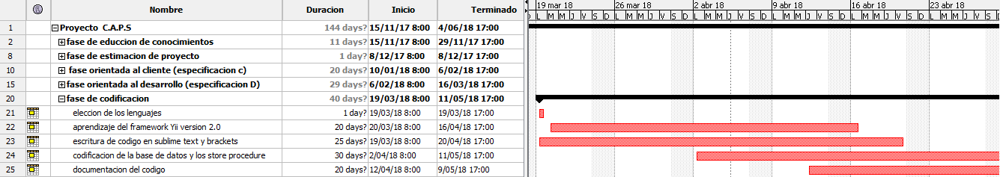 Nombre Duracion Inicio Terminado 19 mar 18 26 mar 18 2 abr 18 9 abr 18 16 abr 18 23 abr 18
D L M M J V S D L M M J V S D L M M J V S D L M M J V S D L M M J V S D L M M J V S D
1 Proyecto C.A.P.S 144 days? 15/11/17 8:00 4/06/18 17:00
2 fase de educcion de conocimientos 11 days? 15/11/17 8:00 29/11/17 17:00
8 fase de estimacion de proyecto 1 day? 8/12/17 8:00 8/12/17 17:00
10 fase orientada al cliente (especificacion c) 20 days? 10/01/18 8:00 6/02/18 17:00
15 fase orientada al desarrollo (especificacion D) 29 days? 6/02/18 8:00 16/03/18 17:00
20 fase de codificacion 40 days? 19/03/18 8:00 11/05/18 17:00
21 eleccion de los lenguajes 1 day? 19/03/18 8:00 19/03/18 17:00
22 aprendizaje del framework Yii version 2.0 20 days? 20/03/18 8:00 16/04/18 17:00
23 escritura de codigo en sublime text y brackets 25 days? 19/03/18 8:00 20/04/18 17:00
24 codificacion de la base de datos y los store procedure 30 days? 2/04/18 8:00 11/05/18 17:00
25 documentacion del codigo 20 days? 12/04/18 8:00 9/05/18 17:00